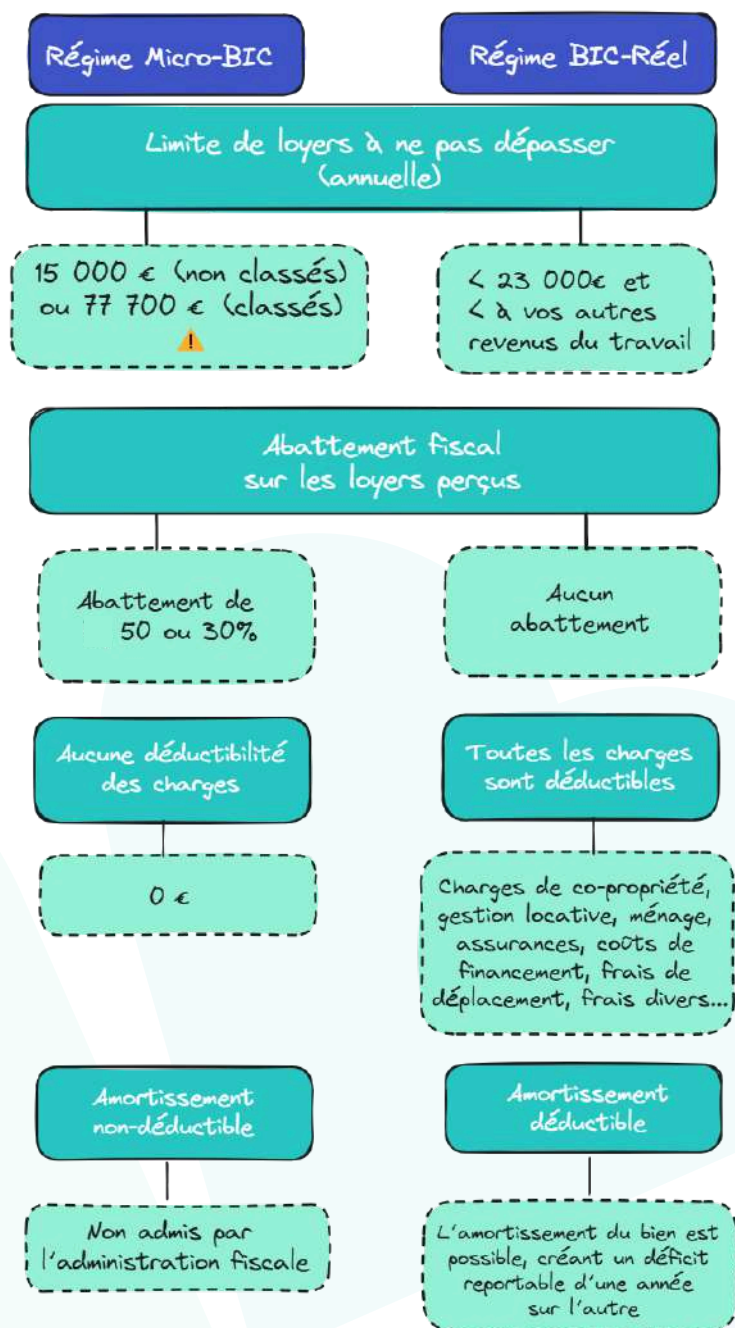 Régime Micro-BIC
Régime BIC-Réel
Limite de loyers à ne pas dépasser
(annuelle)
15 000 € (non classés)
ou 77 700 € (classés)
< 23 000€ et
< à vos autres
revenus du travail
Abattement fiscal
sur les loyers perçus
Abattement de
50 ou 30%
Aucun
abattement
Aucune déductibilité
des charges
Toutes les charges
sont déductibles
0 €
Charges de co-propriété,
gestion locative, ménage,
assurances, coûts de
financement, frais de
déplacement, frais divers...
Amortissement
non-déductible
Amortissement
déductible
Non admis par
l'administration fiscale
L'amortissement du bien est
possible, créant un déficit
reportable d'une année
sur l'autre